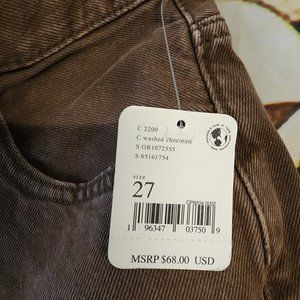 C 2200
C washed chocolate
S OB1072555
S 65161754
size
27
1 96347 03750 9
MSRP $68.00 USD